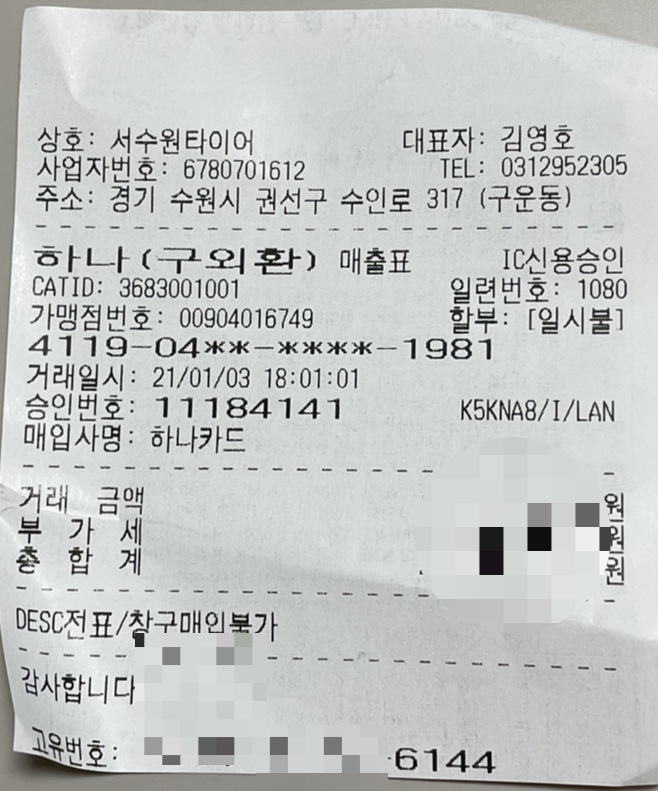 상호: 서수원타이어 대표자: 김영호
사업자번호: 6780701612 TEL: 0312952305
주소: 경기 수원시 권선구 수인로 317 (구운동)
하나(구외환) 매출표 IC신용승인
CATID: 3683001001 일련번호: 1080
가맹점번호: 00904016749 할부: [일시불]
4119-04**-****-1981
거래일시: 21/01/03 18:01:01
승인번호: 11184141 K5KNA8/I/LAN
매입사명: 하나카드
거래 금액 원
부 가 세 원
총 합 계 원
DESC전표/창구매입불가
감사합니다
고유번호: -6144